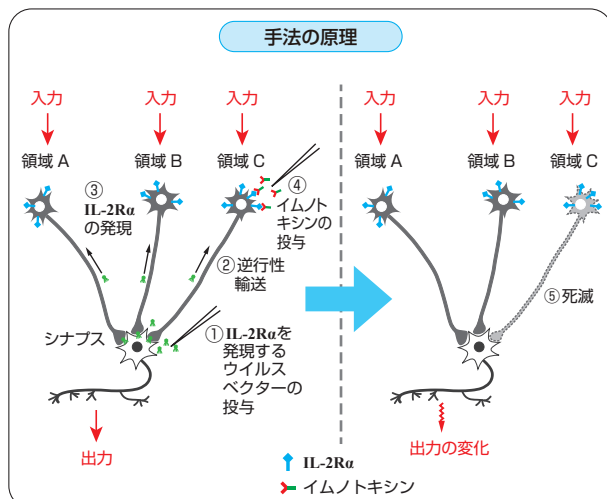 手法の原理
入力
入力
入力
領域 A
領域 B
領域 C
③
IL-2Rα
の発現
④
イムノト
キシンの
投与
②逆行性
輸送
シナプス
①IL-2Rαを
発現する
ウイルス
ベクターの
投与
出力
入力
入力
入力
領域 A
領域 B
領域 C
⑤死滅
出力の変化
IL-2Rα
イムノトキシン